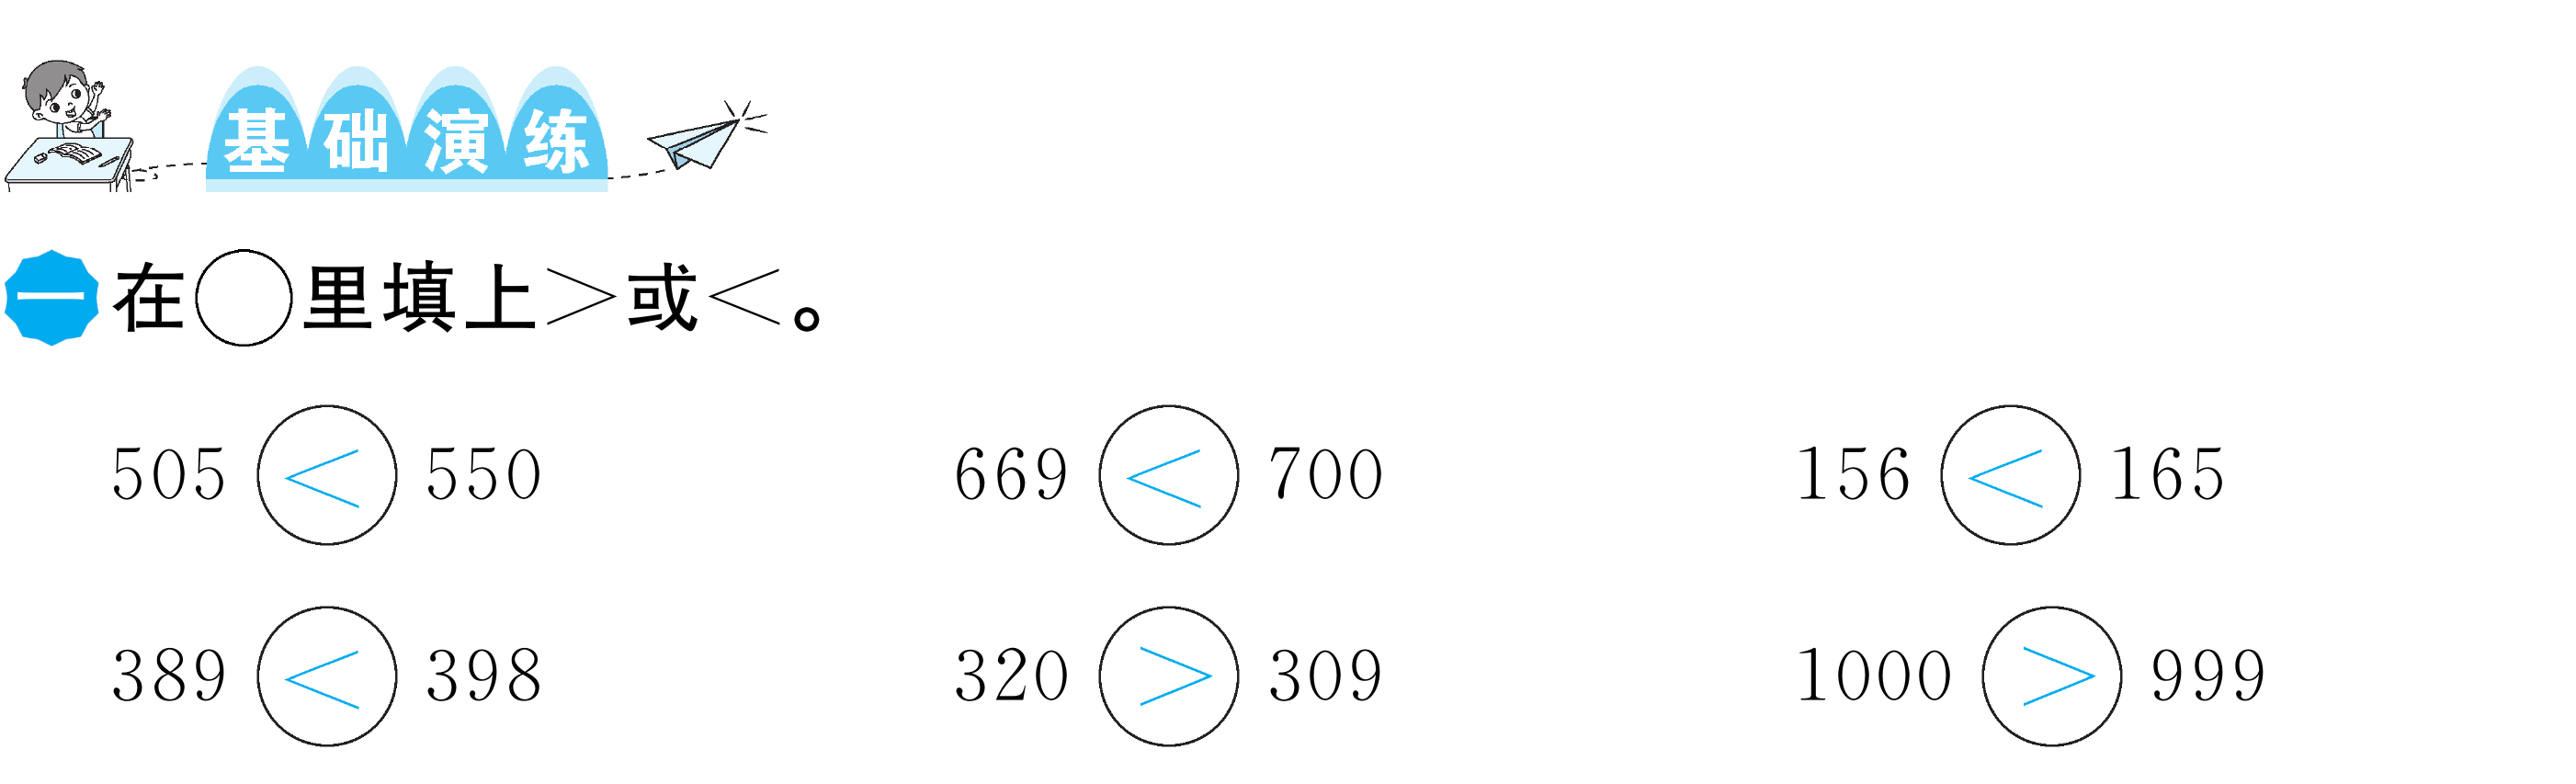 基础演练
一 在○里填上>或<。
505 < 550 669 < 700 156 < 165
389 < 398 320 > 309 1000 > 999